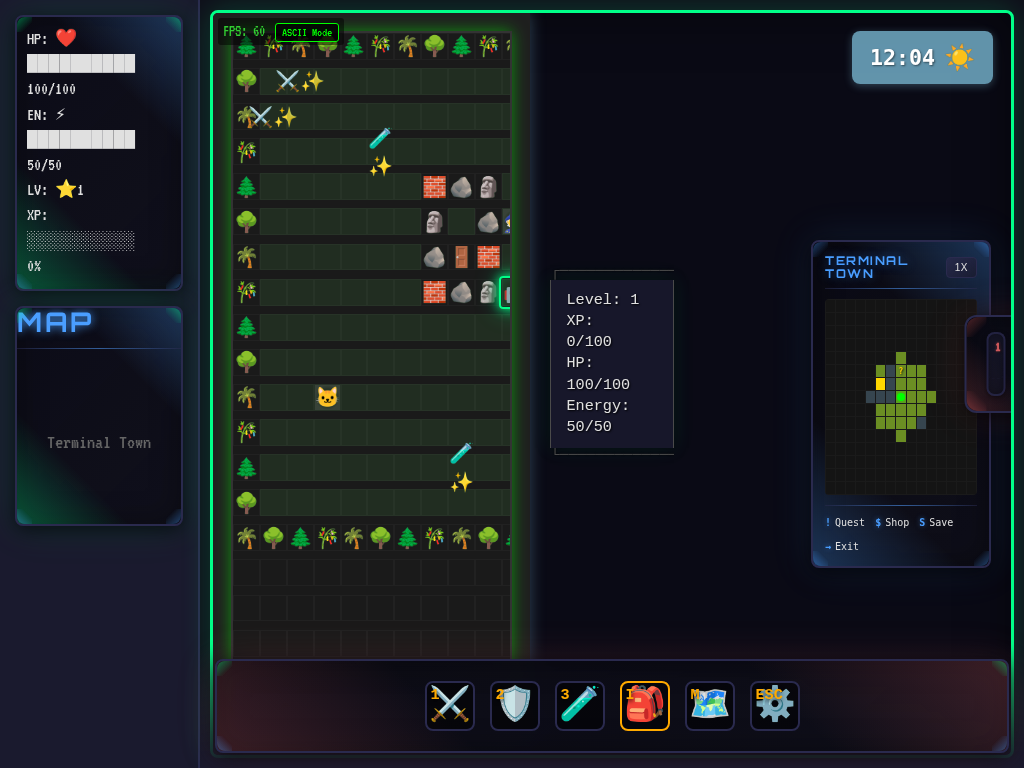 HP:
100/100
EN:
50/50
LV: 1
XP:
0%
MAP
Terminal Town
FPS: 60 ASCII Mode
12:04
Level: 1
XP:
0/100
HP:
100/100
Energy:
50/50
TERMINAL
TOWN
1X
?
! Quest $ Shop S Save
→ Exit
1
1 2 3 I M ESC